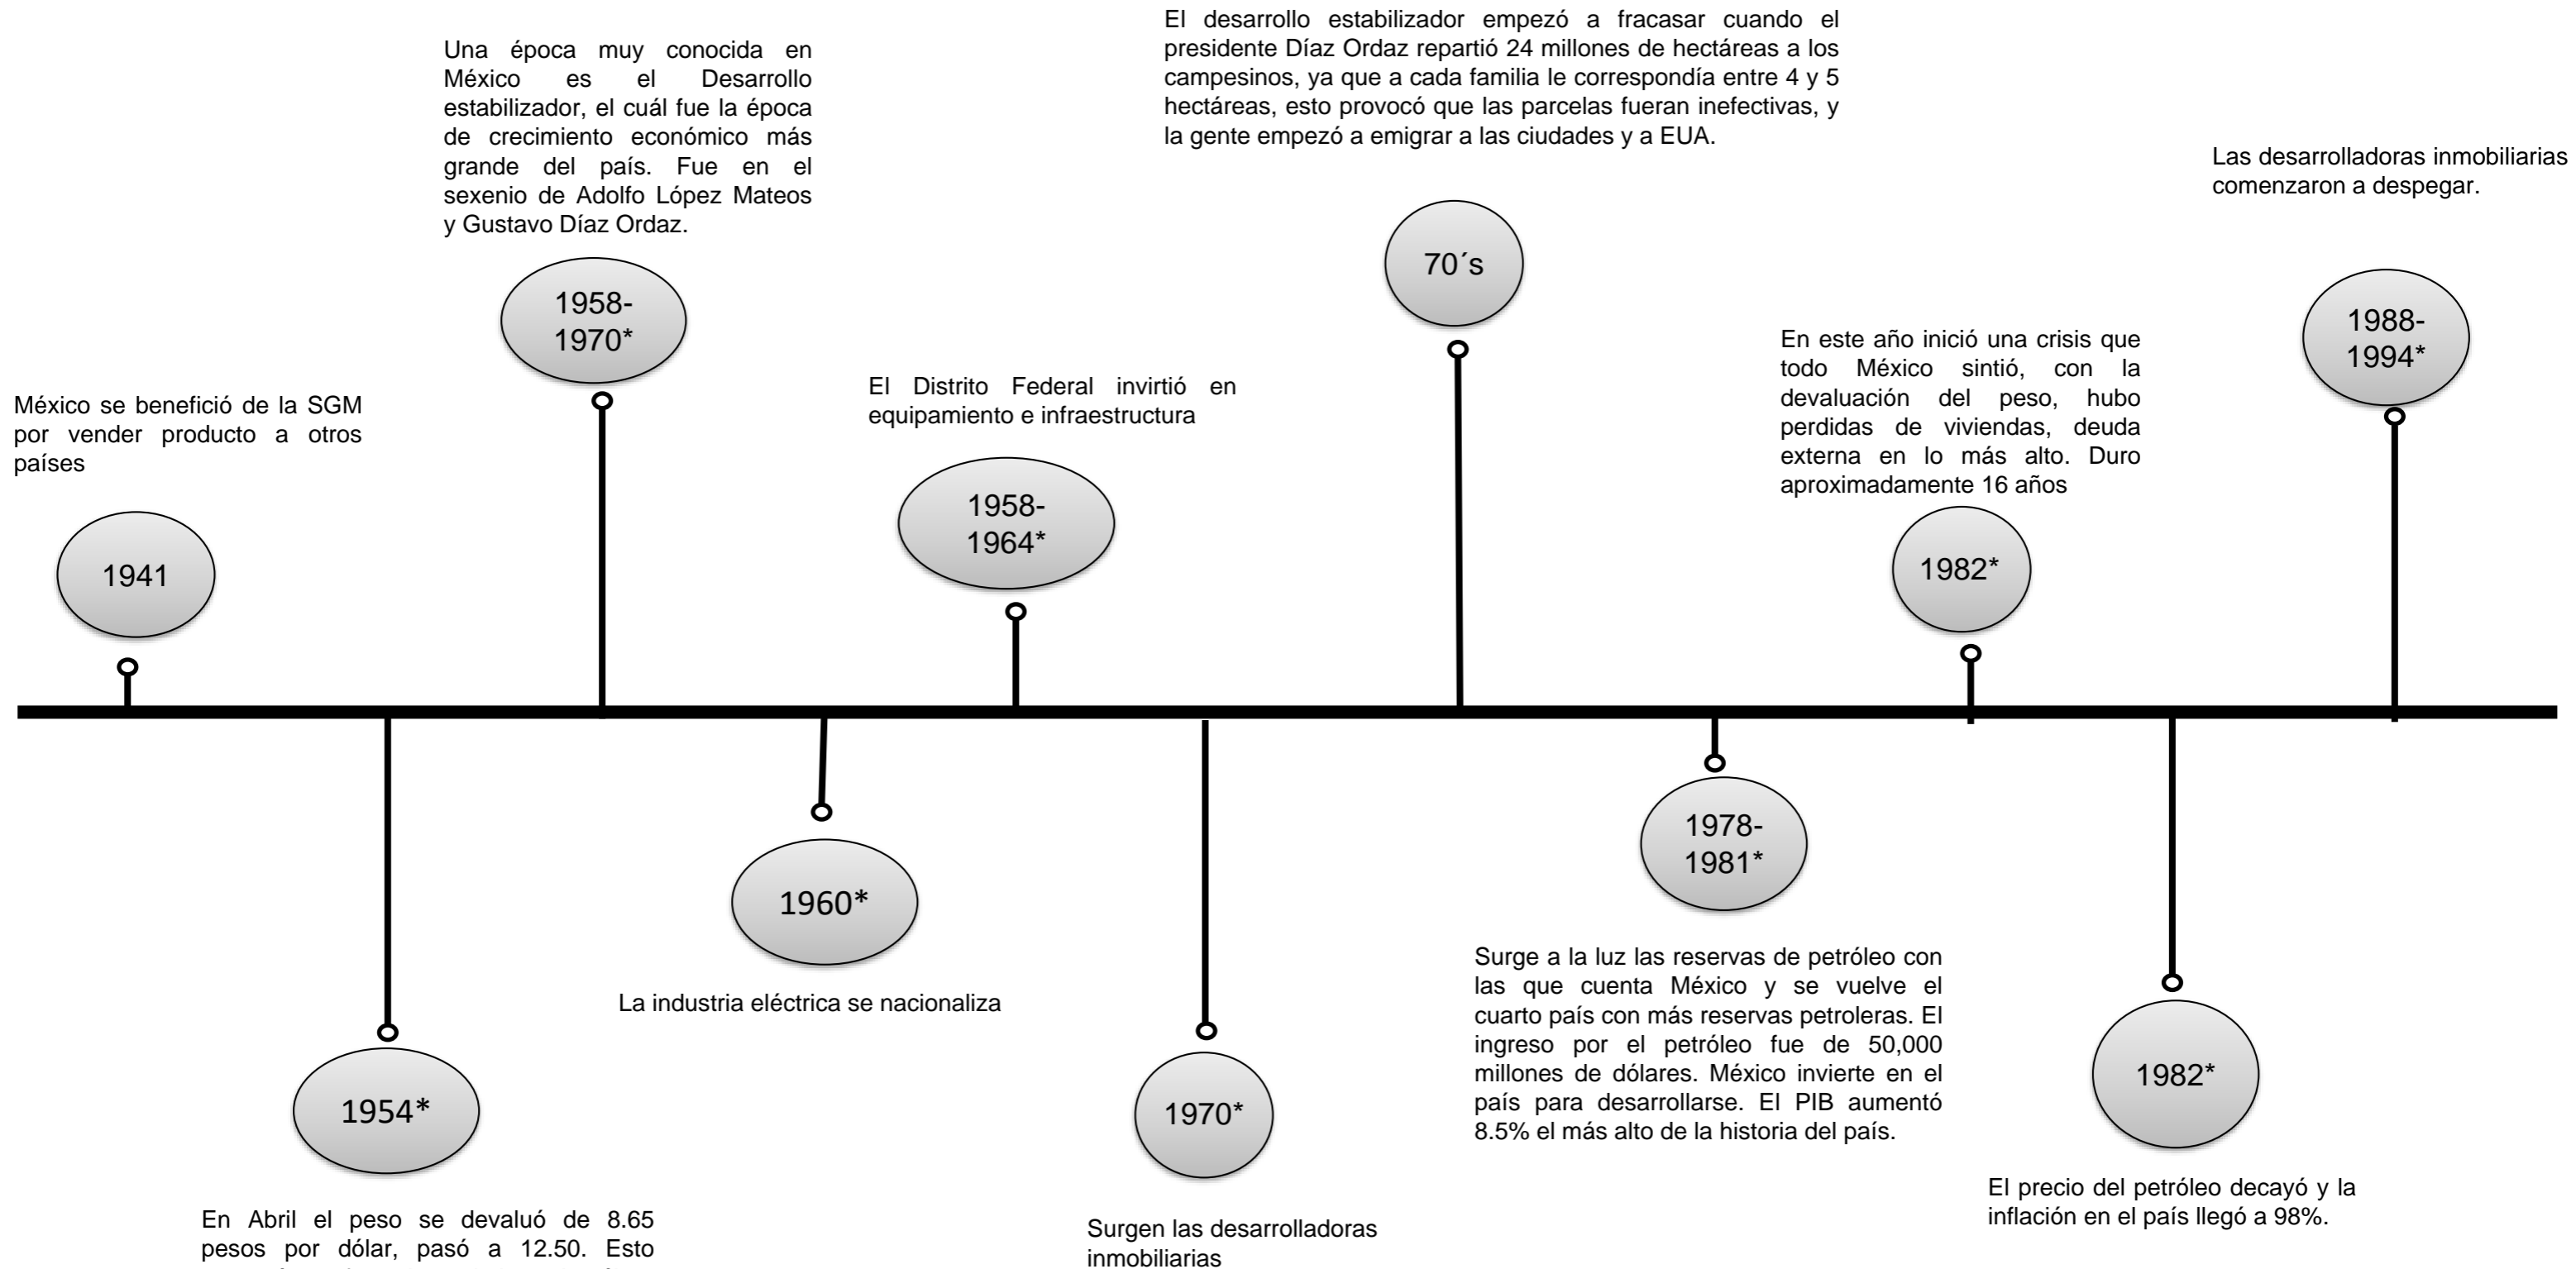 El desarrollo estabilizador empezó a fracasar cuando el
presidente Díaz Ordaz repartió 24 millones de hectáreas a los
campesinos, ya que a cada familia le correspondía entre 4 y 5
hectáreas, esto provocó que las parcelas fueran inefectivas, y
la gente empezó a emigrar a las ciudades y a EUA.
Una época muy conocida en
México es el Desarrollo
estabilizador, el cuál fue la época
de crecimiento económico más
grande del país. Fue en el
sexenio de Adolfo López Mateos
y Gustavo Díaz Ordaz.
Las desarrolladoras inmobiliarias
comenzaron a despegar.
70´s
1958-
1970*
1988-
1994*
En este año inició una crisis que
todo México sintió, con la
devaluación del peso, hubo
perdidas de viviendas, deuda
externa en lo más alto. Duro
aproximadamente 16 años
El Distrito Federal invirtió en
equipamiento e infraestructura
México se benefició de la SGM
por vender producto a otros
países
1958-
1964*
1941
1982*
1978-
1981*
1960*
Surge a la luz las reservas de petróleo con
las que cuenta México y se vuelve el
cuarto país con más reservas petroleras. El
ingreso por el petróleo fue de 50,000
millones de dólares. México invierte en el
país para desarrollarse. El PIB aumentó
8.5% el más alto de la historia del país.
La industria eléctrica se nacionaliza
1982*
1954*
1970*
El precio del petróleo decayó y la
inflación en el país llegó a 98%.
En Abril el peso se devaluó de 8.65
pesos por dólar, pasó a 12.50. Esto
Surgen las desarrolladoras
inmobiliarias